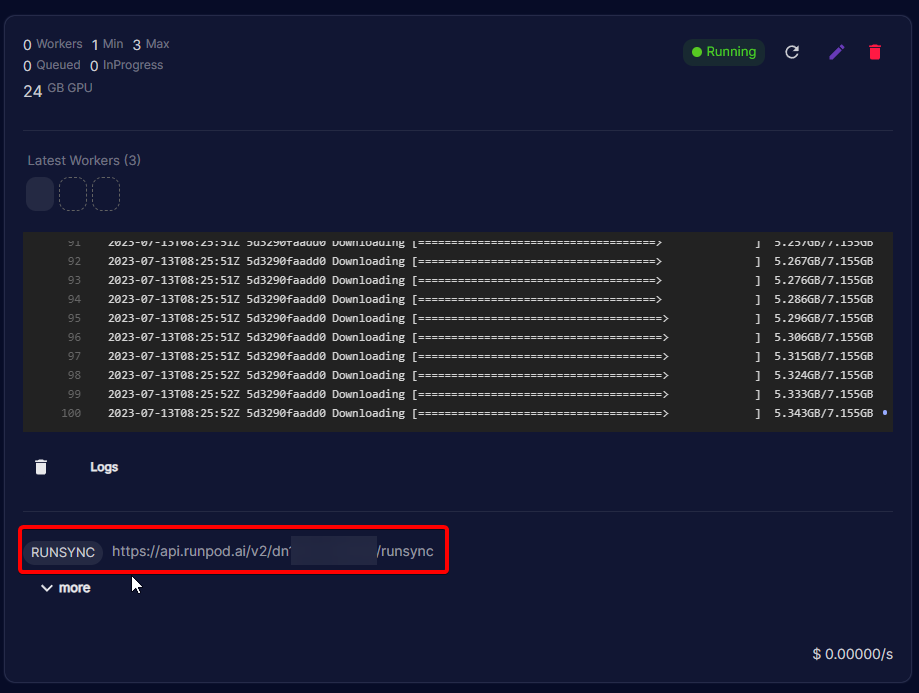 0 Workers 1 Min 3 Max
0 Queued 0 InProgress
24 GB GPU
Running
Latest Workers (3)
91 2023-07-13T08:25:51Z 5d3290faadd0 Downloading [====================================> ] 5.257GB/7.155GB
92 2023-07-13T08:25:51Z 5d3290faadd0 Downloading [====================================> ] 5.267GB/7.155GB
93 2023-07-13T08:25:51Z 5d3290faadd0 Downloading [====================================> ] 5.276GB/7.155GB
94 2023-07-13T08:25:51Z 5d3290faadd0 Downloading [====================================> ] 5.286GB/7.155GB
95 2023-07-13T08:25:51Z 5d3290faadd0 Downloading [=====================================> ] 5.296GB/7.155GB
96 2023-07-13T08:25:51Z 5d3290faadd0 Downloading [=====================================> ] 5.306GB/7.155GB
97 2023-07-13T08:25:51Z 5d3290faadd0 Downloading [=====================================> ] 5.315GB/7.155GB
98 2023-07-13T08:25:52Z 5d3290faadd0 Downloading [=====================================> ] 5.324GB/7.155GB
99 2023-07-13T08:25:52Z 5d3290faadd0 Downloading [=====================================> ] 5.333GB/7.155GB
100 2023-07-13T08:25:52Z 5d3290faadd0 Downloading [=====================================> ] 5.343GB/7.155GB
Logs
RUNSYNC https://api.runpod.ai/v2/dn /runsync
more
$ 0.00000/s